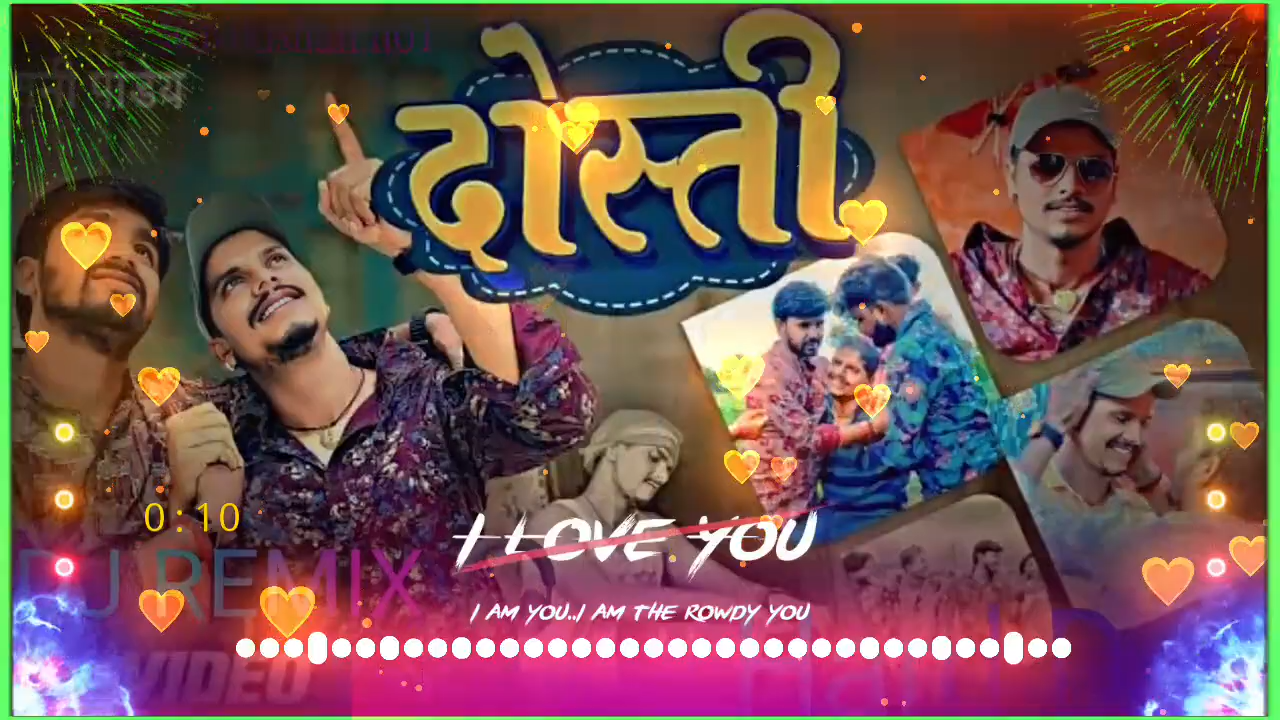 दोस्ती
I LOVE YOU
0:10
DJ REMIX
I AM YOU..I AM THE ROWDY YOU
VIDEO